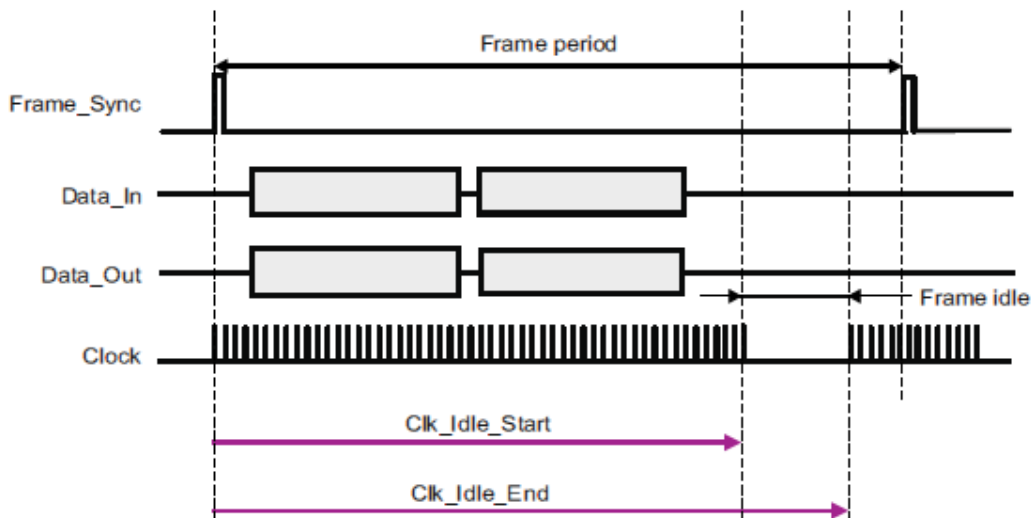 Frame period
Frame_Sync
Data_In
Data_Out
Frame idle
Clock
Clk_Idle_Start
Clk_Idle_End